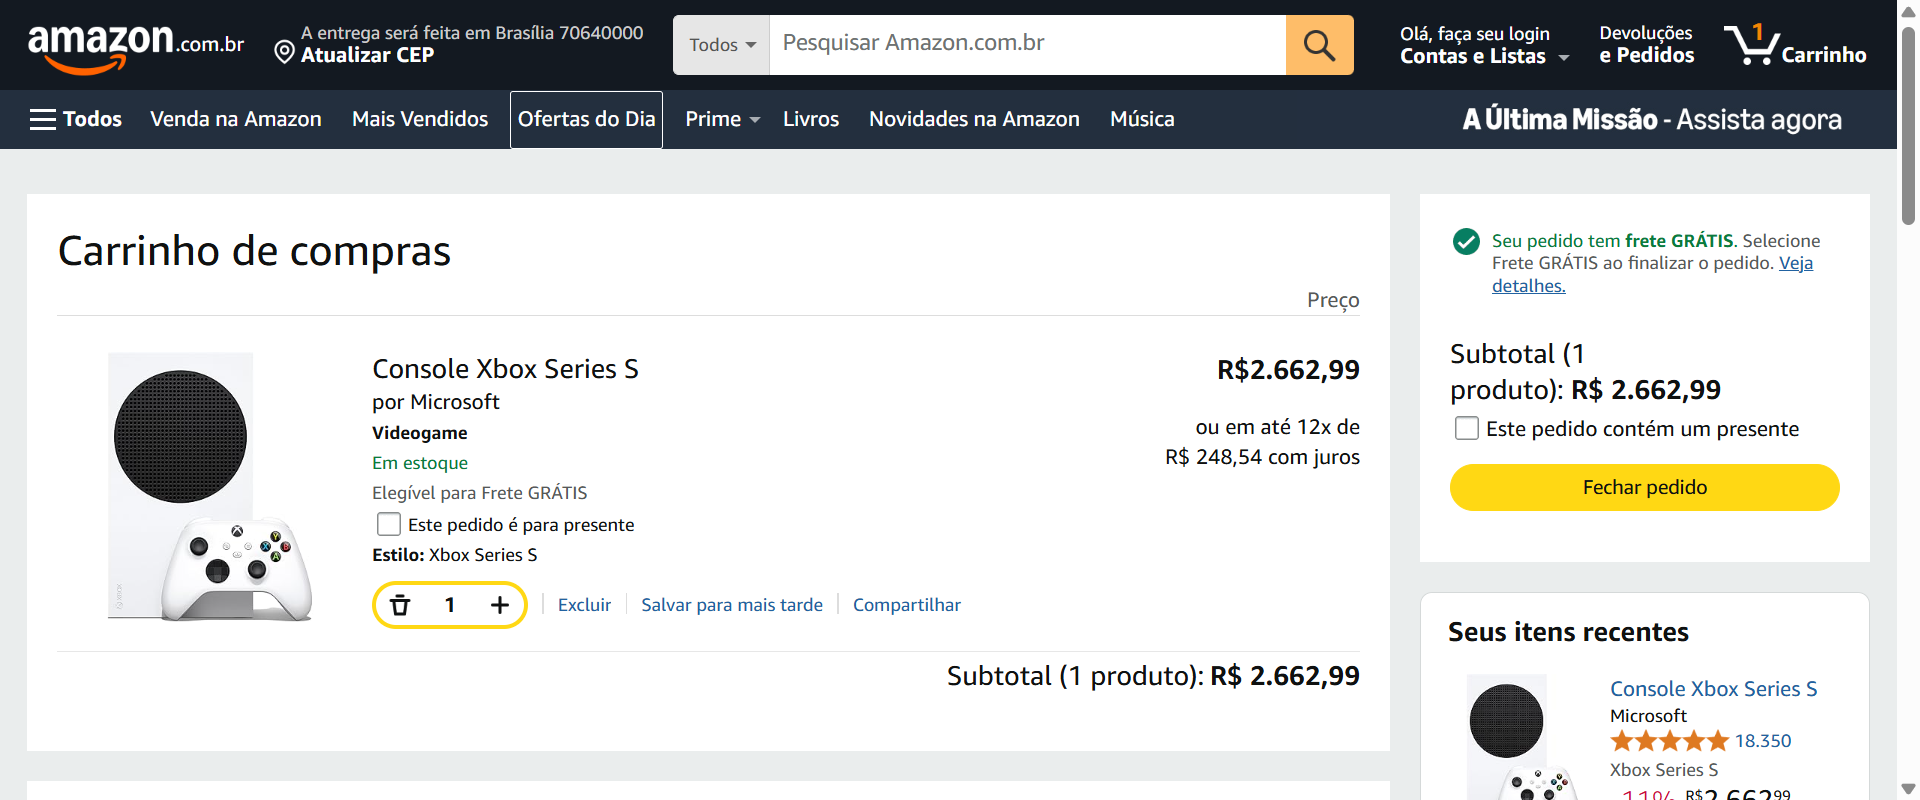 amazon.com.br
A entrega será feita em Brasília 70640000
Atualizar CEP
Todos
Pesquisar Amazon.com.br
Olá, faça seu login
Contas e Listas
Devoluções
e Pedidos
1
Carrinho
Todos
Venda na Amazon
Mais Vendidos
Ofertas do Dia
Prime
Livros
Novidades na Amazon
Música
A Última Missão - Assista agora
Carrinho de compras
Preço
Console Xbox Series S
por Microsoft
Videogame
Em estoque
Elegível para Frete GRÁTIS
Este pedido é para presente
Estilo: Xbox Series S
1
Excluir
Salvar para mais tarde
Compartilhar
R$2.662,99
ou em até 12x de
R$ 248,54 com juros
Subtotal (1 produto): R$ 2.662,99
Seu pedido tem frete GRÁTIS. Selecione
Frete GRÁTIS ao finalizar o pedido. Veja
detalhes.
Subtotal (1
produto): R$ 2.662,99
Este pedido contém um presente
Fechar pedido
Seus itens recentes
Console Xbox Series S
Microsoft
18.350
Xbox Series S
-11% R$2.662,99